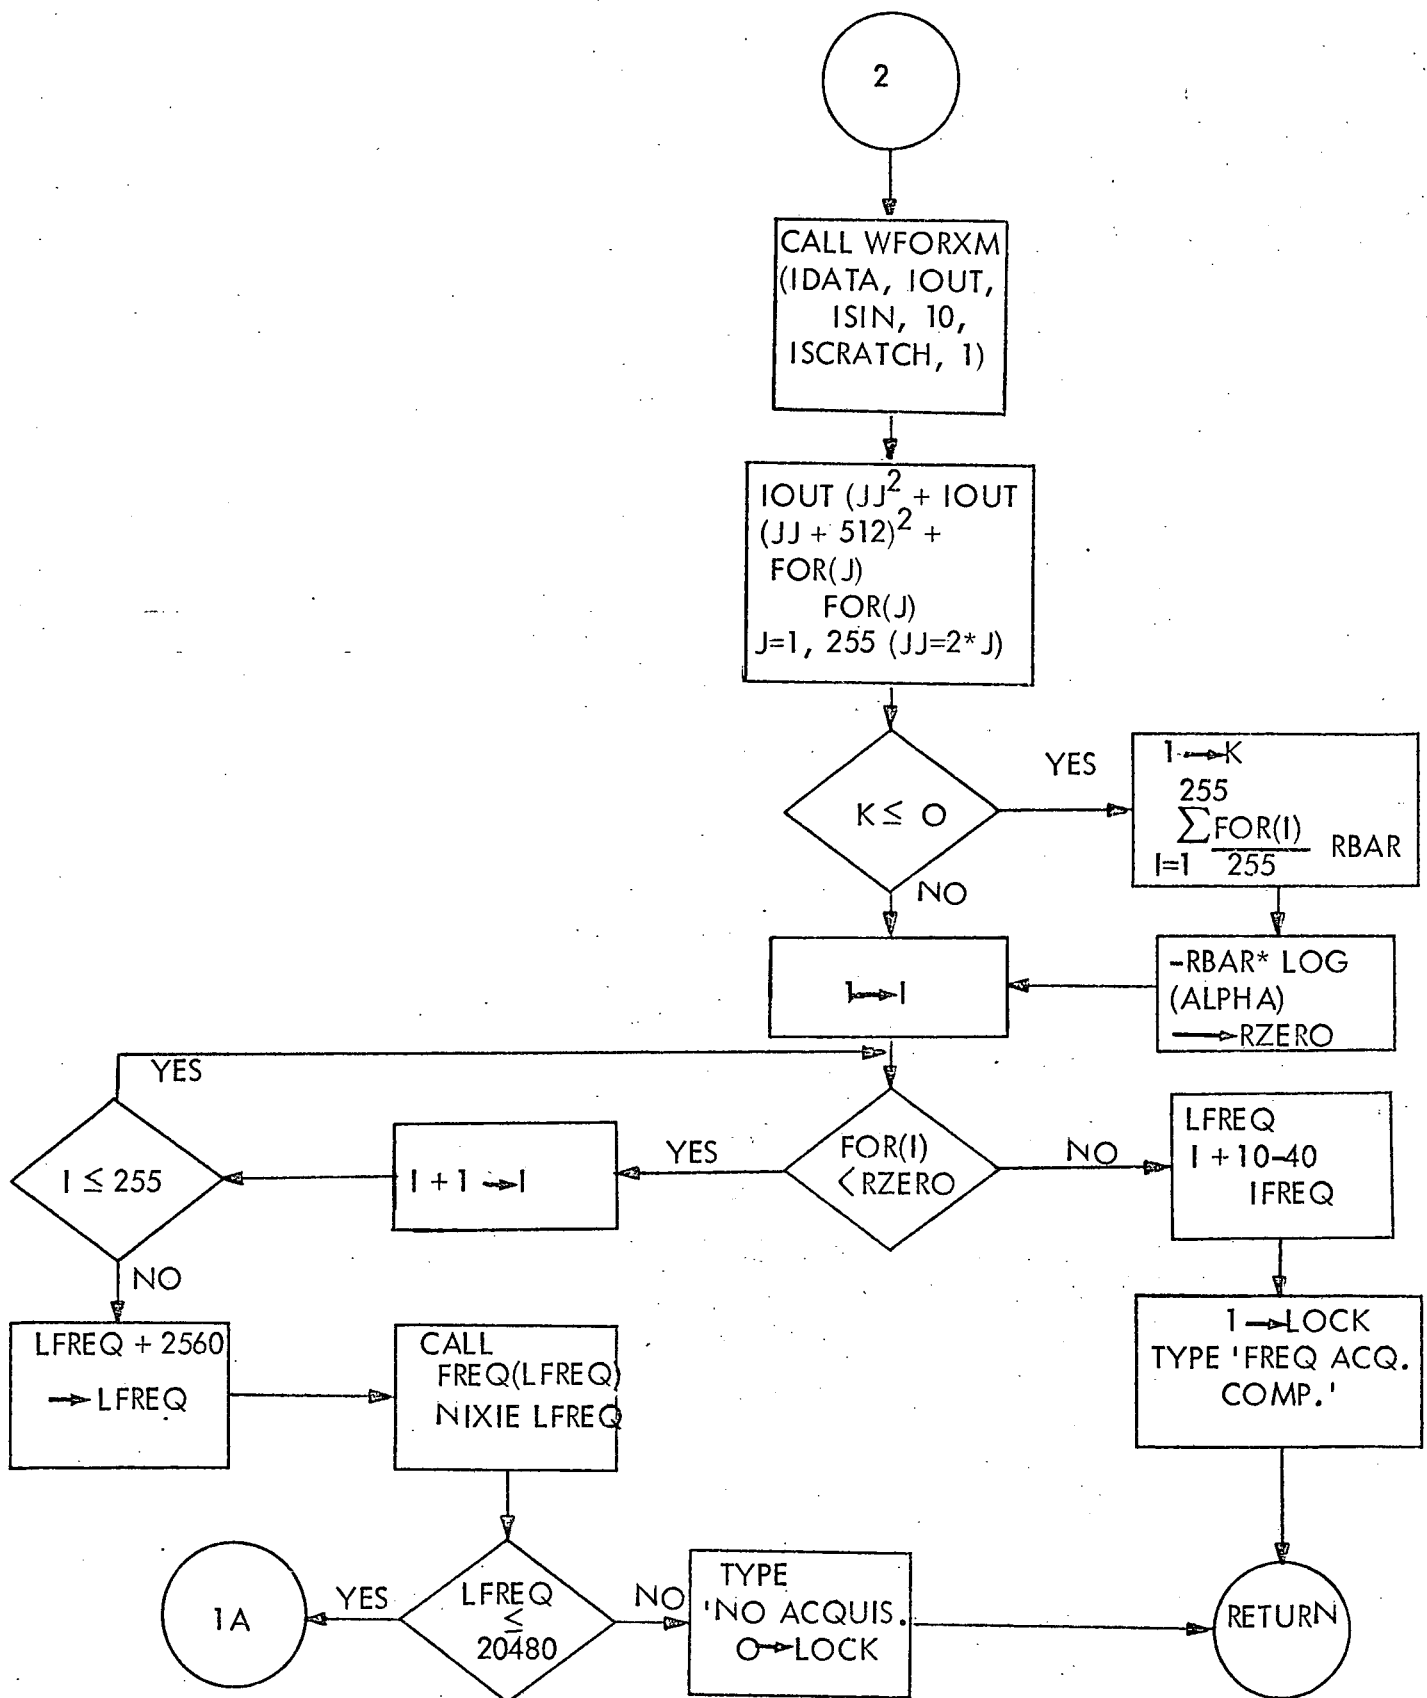 2
CALL WFORXM
(IDATA, IOUT,
ISIN, 10,
ISCRATCH, 1)
IOUT (JJ² + IOUT
(JJ + 512)² +
FOR(J)
FOR(J)
J=1, 255 (JJ=2*J)
K ≤ O
YES
NO
1→K
255
∑ FOR(I)
I=1 255 RBAR
-RBAR* LOG
(ALPHA)
→RZERO
1→I
FOR(I)
<RZERO
YES
NO
I + 1 →I
I ≤ 255
YES
NO
LFREQ
I + 10-40
IFREQ
1→LOCK
TYPE 'FREQ ACQ.
COMP.'
LFREQ + 2560
→ LFREQ
CALL
FREQ(LFREQ)
NIXIE LFREQ
LFREQ
≤
20480
YES
NO
1A
TYPE
'NO ACQUIS.
O→LOCK
RETURN